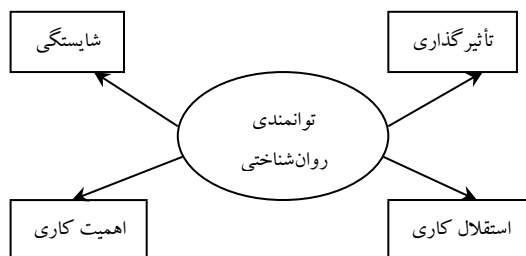 تأثیرگذاری
شایستگی
توانمندی
روان‌شناختی
استقلال کاری
اهمیت کاری